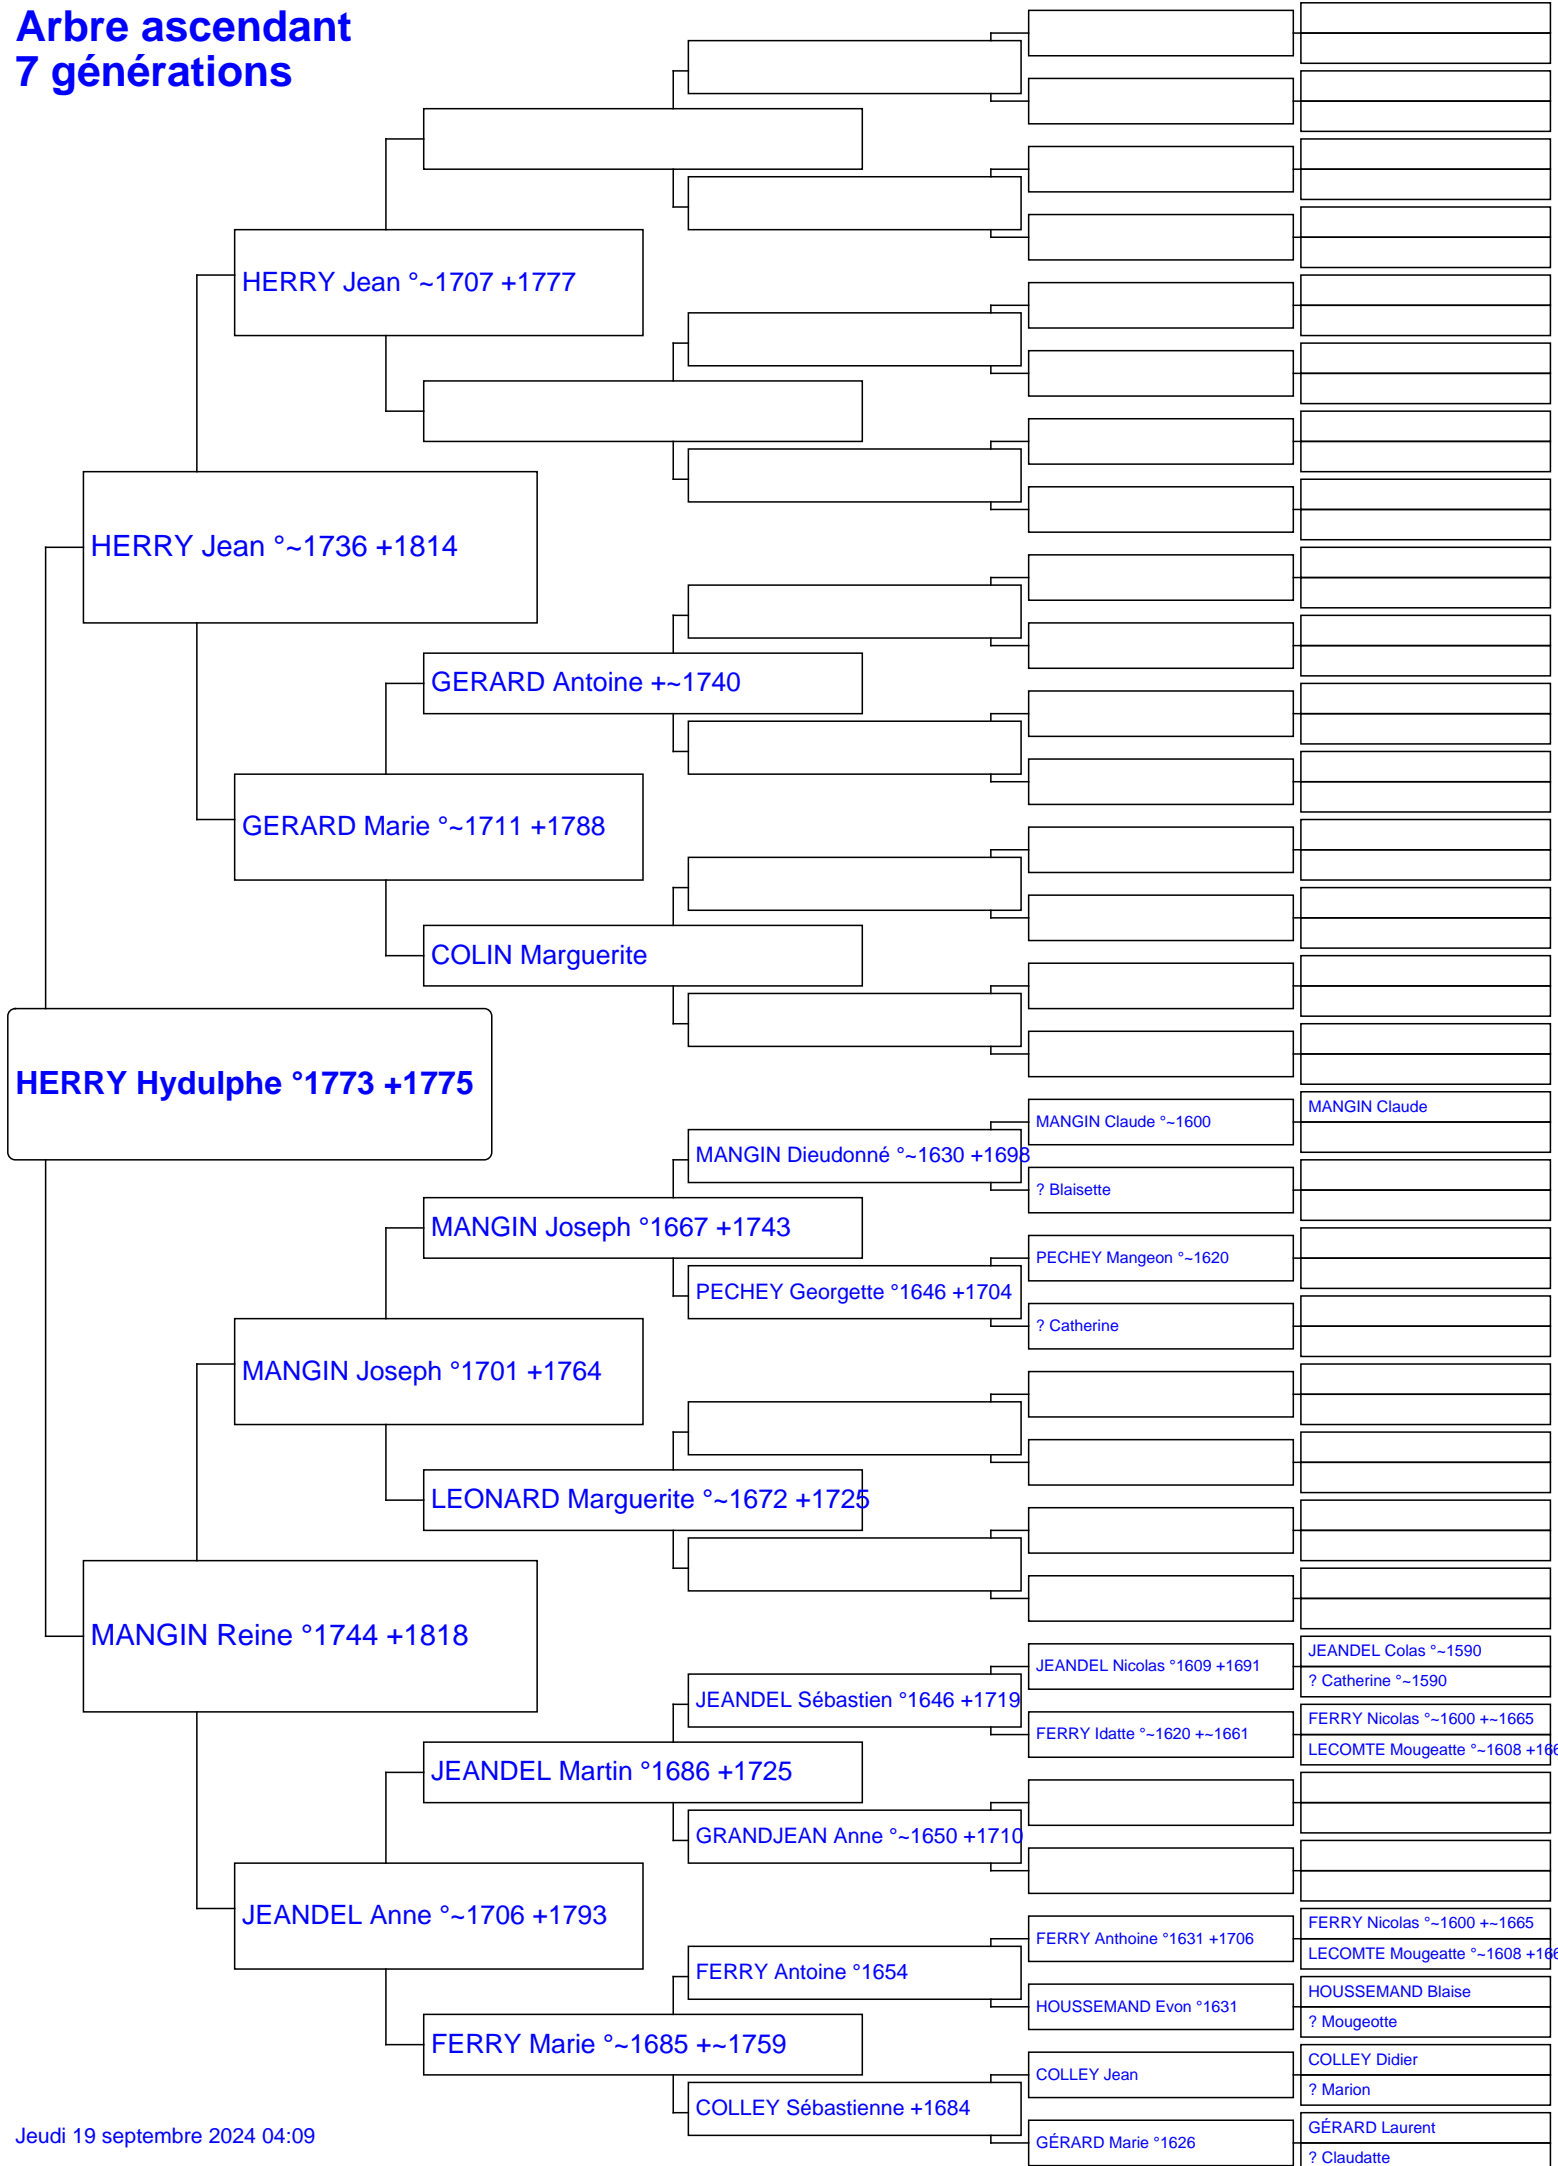 Arbre ascendant
7 générations
HERRY Jean °~1707 +1777
HERRY Jean °~1736 +1814
GERARD Antoine +~1740
GERARD Marie °~1711 +1788
COLIN Marguerite
HERRY Hydulphe °1773 +1775
MANGIN Claude
MANGIN Claude °~1600
MANGIN Dieudonné °~1630 +1698
? Blaisette
MANGIN Joseph °1667 +1743
PECHEY Mangeon °~1620
PECHEY Georgette °1646 +1704
? Catherine
MANGIN Joseph °1701 +1764
LEONARD Marguerite °~1672 +1725
MANGIN Reine °1744 +1818
JEANDEL Colas °~1590
JEANDEL Nicolas °1609 +1691
? Catherine °~1590
JEANDEL Sébastien °1646 +1719
FERRY Nicolas °~1600 +~1665
FERRY Idatte °~1620 +~1661
LECOMTE Mougeatte °~1608
JEANDEL Martin °1686 +1725
GRANDJEAN Anne °~1650 +1710
JEANDEL Anne °~1706 +1793
FERRY Nicolas °~1600 +~1665
FERRY Anthoine °1631 +1706
LECOMTE Mougeatte °~1608
FERRY Antoine °1654
HOUSSEMAND Blaise
HOUSSEMAND Evon °1631
? Mougeotte
FERRY Marie °~1685 +~1759
COLLEY Didier
COLLEY Jean
? Marion
COLLEY Sébastienne +1684
GÉRARD Laurent
GÉRARD Marie °1626
? Claudatte
Jeudi 19 septembre 2024 04:09